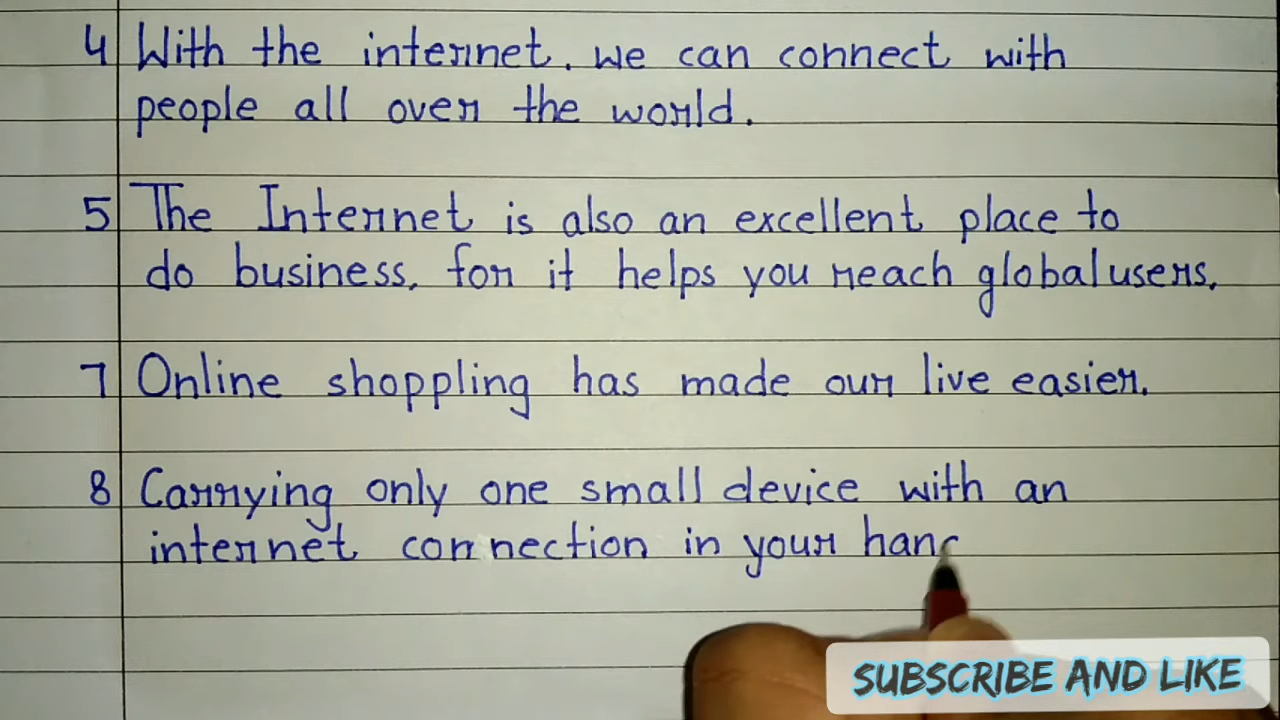 4 With the internet. we can connect with
people all over the world.
5 The Internet is also an excellent place to
do business, for it helps you reach global users.
7 Online shoppling has made our live easier.
8 Carrying only one small device with an
internet connection in your
SUBSCRIBE AND LIKE